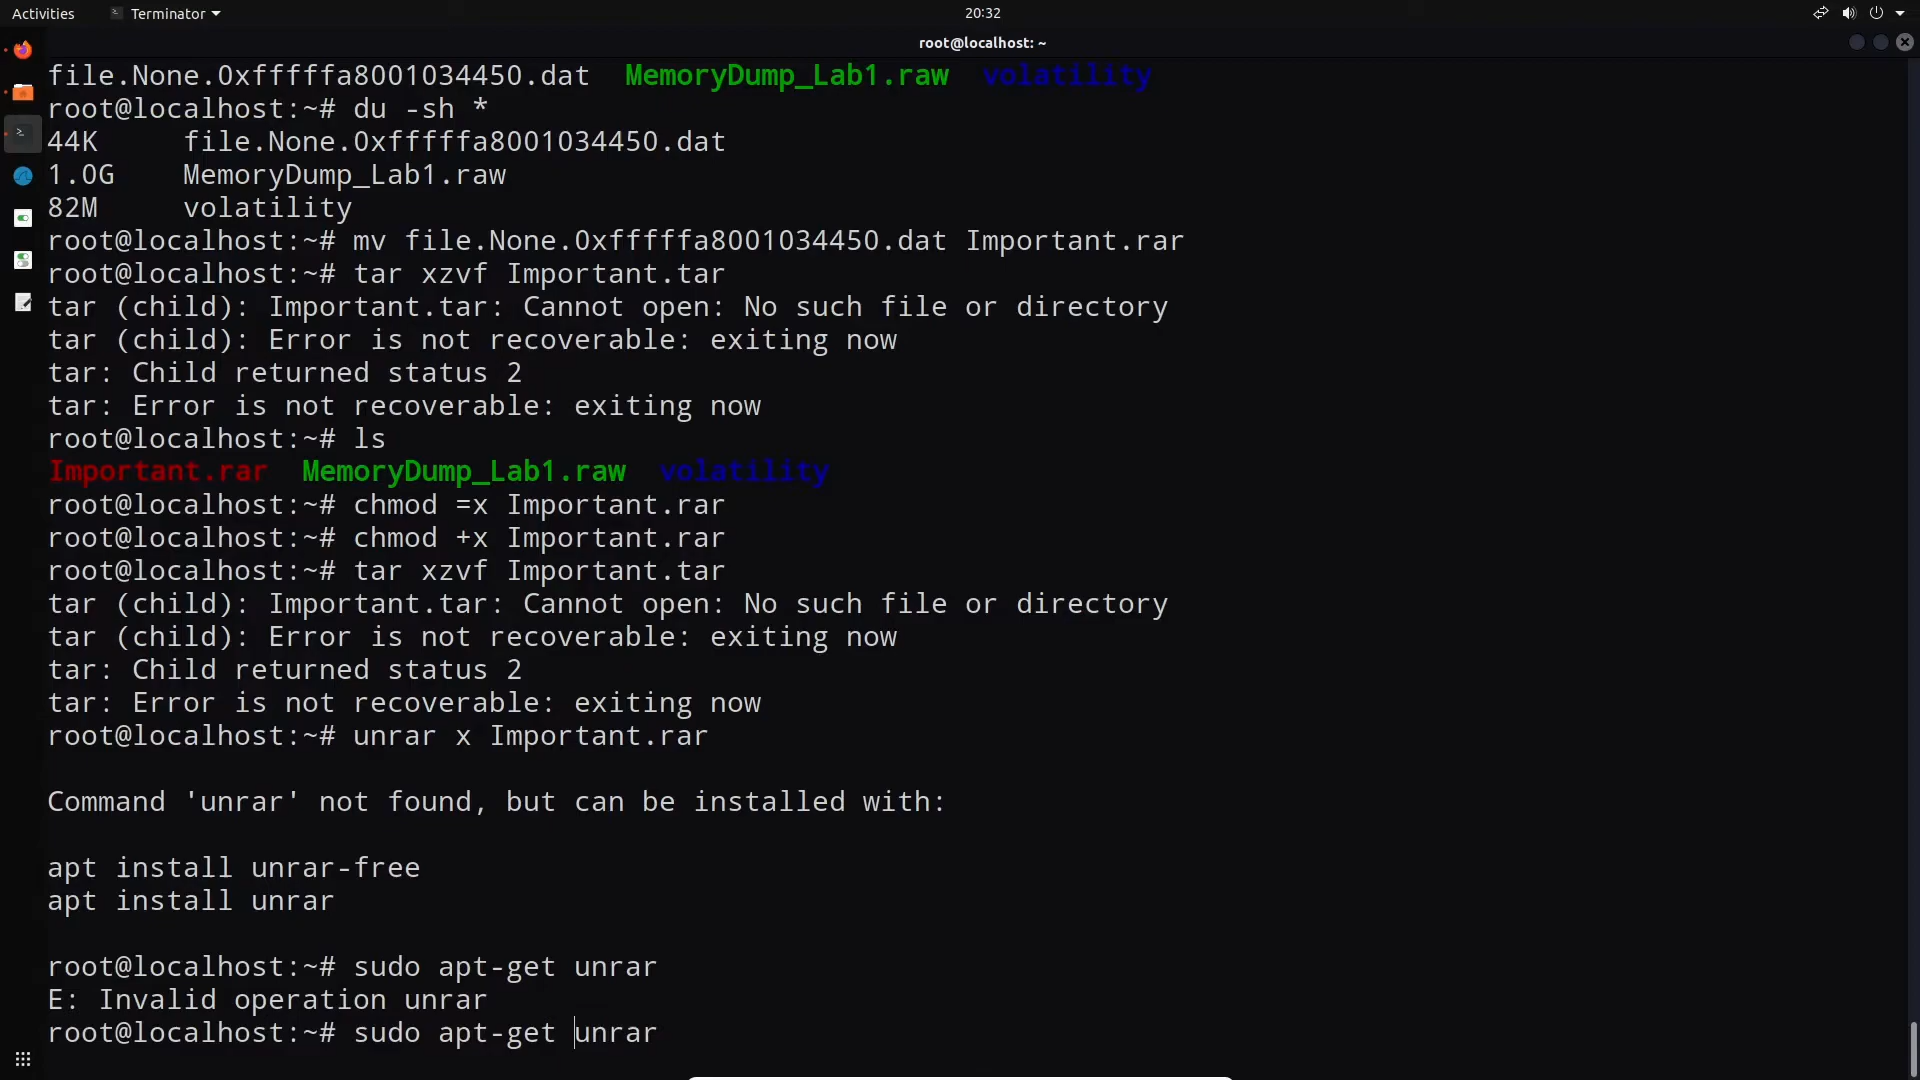 Activities
Terminator
20:32
root@localhost: ~
file.None.0xfffffa8001034450.dat  MemoryDump_Lab1.raw  volatility
root@localhost:~# du -sh *
44K     file.None.0xfffffa8001034450.dat
1.0G    MemoryDump_Lab1.raw
82M     volatility
root@localhost:~# mv file.None.0xfffffa8001034450.dat Important.rar
root@localhost:~# tar xzvf Important.tar
tar (child): Important.tar: Cannot open: No such file or directory
tar (child): Error is not recoverable: exiting now
tar: Child returned status 2
tar: Error is not recoverable: exiting now
root@localhost:~# ls
Important.rar  MemoryDump_Lab1.raw  volatility
root@localhost:~# chmod =x Important.rar
root@localhost:~# chmod +x Important.rar
root@localhost:~# tar xzvf Important.tar
tar (child): Important.tar: Cannot open: No such file or directory
tar (child): Error is not recoverable: exiting now
tar: Child returned status 2
tar: Error is not recoverable: exiting now
root@localhost:~# unrar x Important.rar
Command 'unrar' not found, but can be installed with:
apt install unrar-free
apt install unrar
root@localhost:~# sudo apt-get unrar
E: Invalid operation unrar
root@localhost:~# sudo apt-get unrar